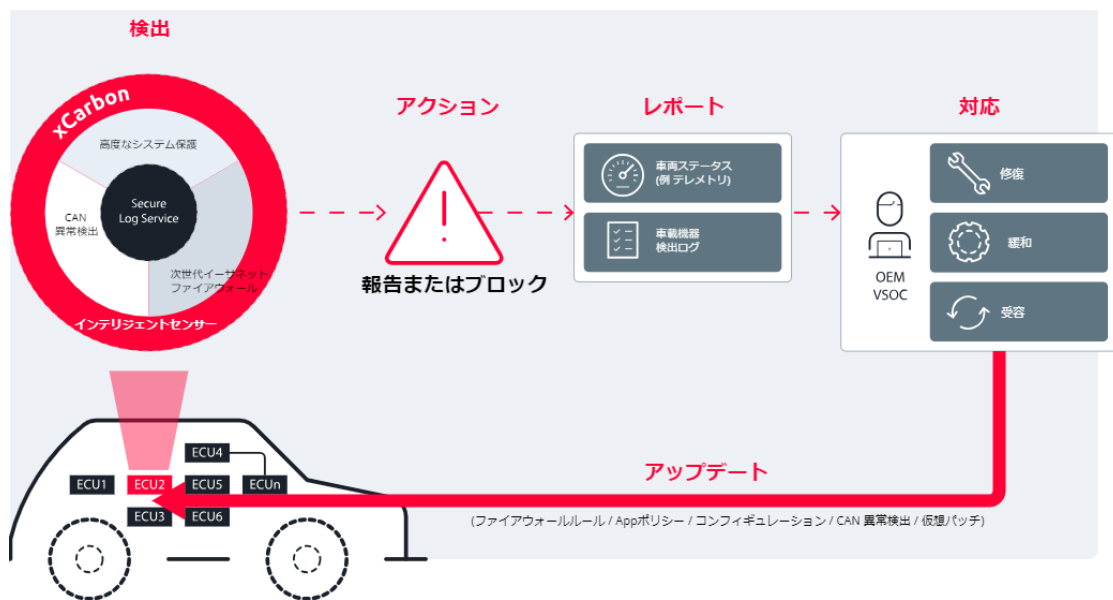 検出
xCarbon
高度なシステム保護
Secure
Log Service
CAN
異常検出
次世代イーサネット
ファイアウォール
インテリジェントセンサー
アクション
報告またはブロック
レポート
車両ステータス
(例 テレメトリ)
車載機器
検出ログ
対応
OEM
VSOC
修復
緩和
受容
ECU4
ECU1
ECU2
ECU5
ECUn
ECU3
ECU6
アップデート
(ファイアウォールルール / Appポリシー / コンフィギュレーション / CAN 異常検出 / 仮想パッチ)